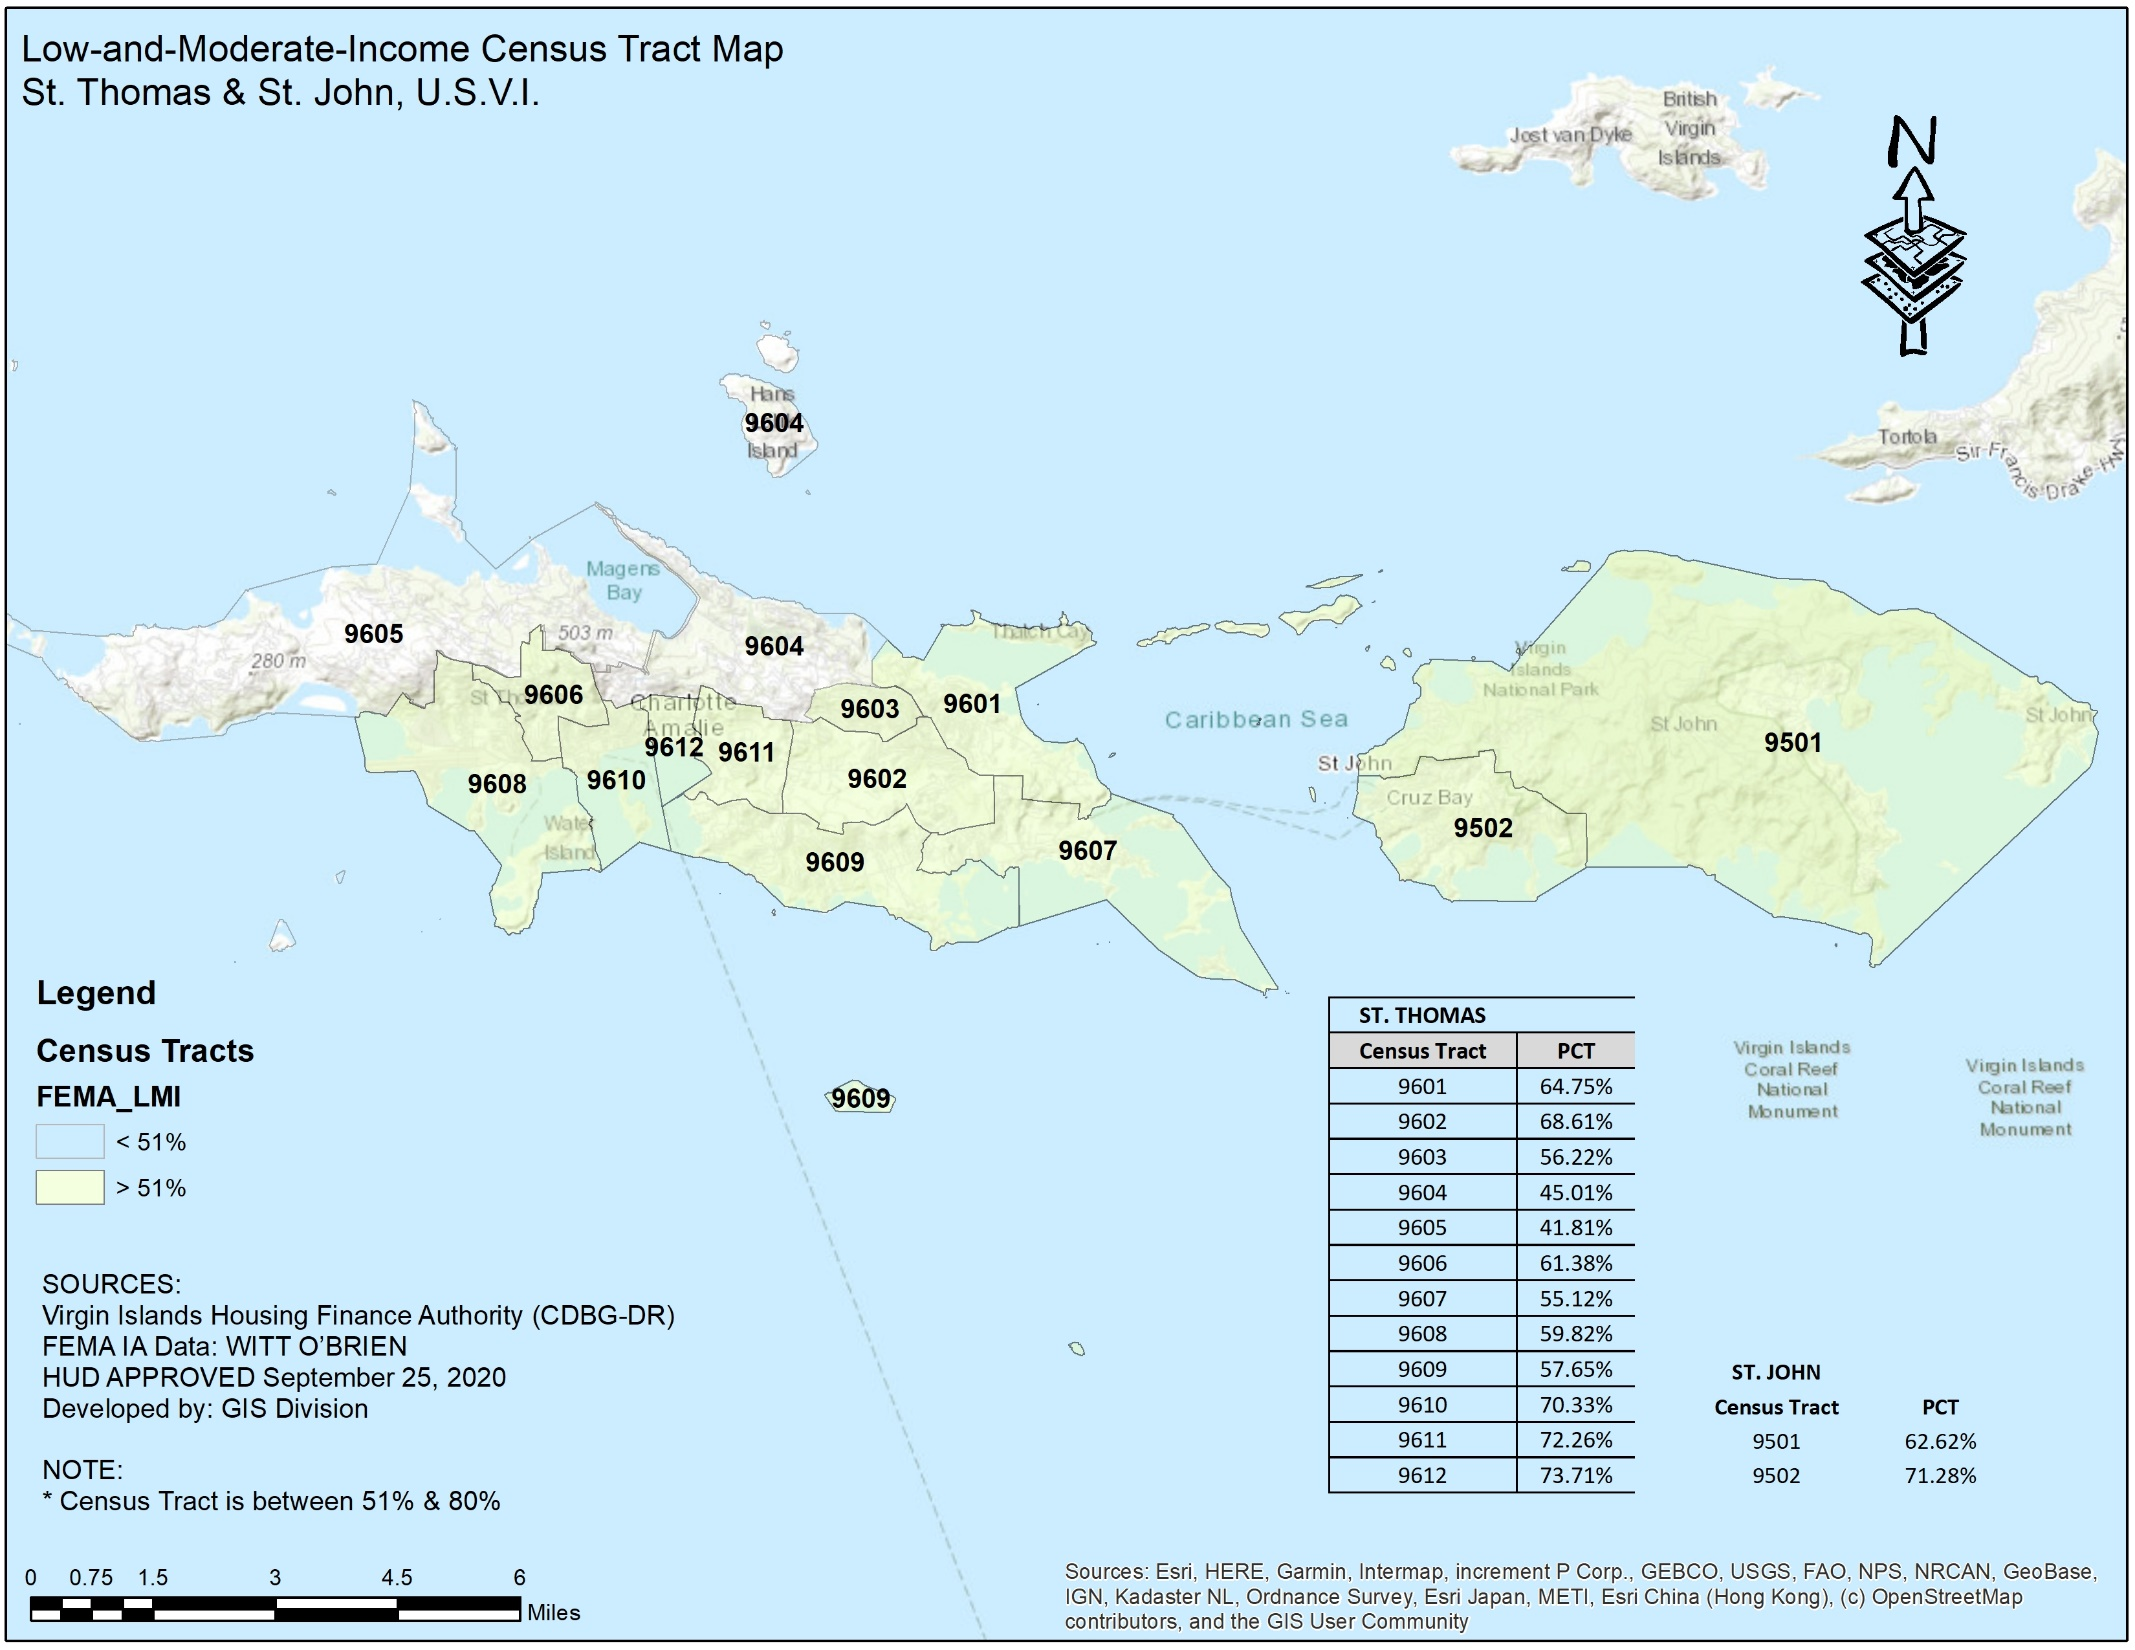 Low-and-Moderate-Income Census Tract Map
St. Thomas & St. John, U.S.V.I.
British
Virgin
Islands
Jost van Dyke
N
Tortola
Sir-Francis-Drake-H
Hans
9604
Island
Magens
Bay
503 m
280 m
9605
9604
9606
Charlotte
Amalie
9603
9601
Thatch Cay
9612
9611
9602
9608
9610
Water
Island
9609
9607
Caribbean Sea
Virgin
Islands
National Park
St John
St John
St John
9501
Cruz Bay
9502
9609
Legend
Census Tracts
FEMA_LMI
< 51%
> 51%
SOURCES:
Virgin Islands Housing Finance Authority (CDBG-DR)
FEMA IA Data: WITT O’BRIEN
HUD APPROVED September 25, 2020
Developed by: GIS Division
NOTE:
* Census Tract is between 51% & 80%
0 0.75 1.5 3 4.5 6
Miles
ST. THOMAS
Census Tract PCT
9601 64.75%
9602 68.61%
9603 56.22%
9604 45.01%
9605 41.81%
9606 61.38%
9607 55.12%
9608 59.82%
9609 57.65%
9610 70.33%
9611 72.26%
9612 73.71%
Virgin Islands
Coral Reef
National
Monument
Virgin Islands
Coral Reef
National
Monument
ST. JOHN
Census Tract PCT
9501 62.62%
9502 71.28%
Sources: Esri, HERE, Garmin, Intermap, increment P Corp., GEBCO, USGS, FAO, NPS, NRCAN, GeoBase,
IGN, Kadaster NL, Ordnance Survey, Esri Japan, METI, Esri China (Hong Kong), (c) OpenStreetMap
contributors, and the GIS User Community